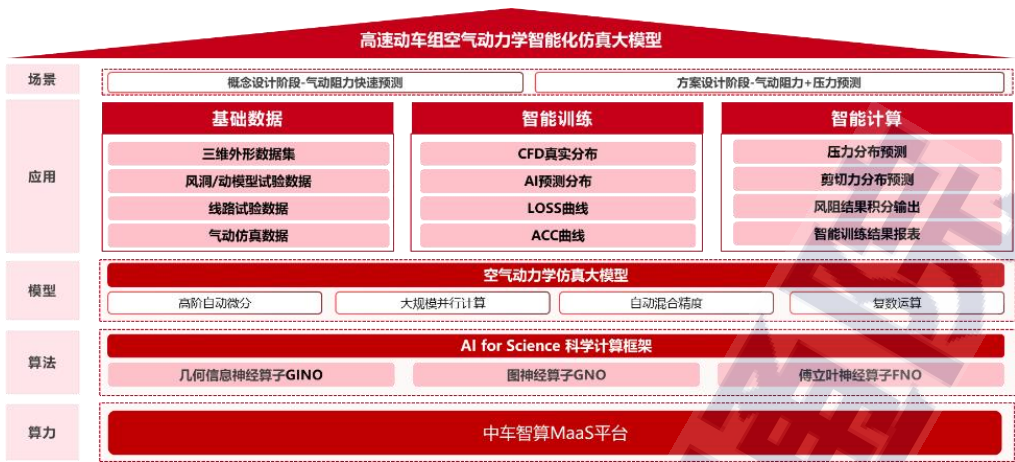 高速动车组空气动力学智能化仿真大模型
场景
概念设计阶段-气动阻力快速预测
方案设计阶段-气动阻力+压力预测
应用
基础数据
三维外形数据集
风洞/动模型试验数据
线路试验数据
气动仿真数据
智能训练
CFD真实分布
AI预测分布
LOSS曲线
ACC曲线
智能计算
压力分布预测
剪切力分布预测
风阻结果积分输出
智能训练结果报表
模型
空气动力学仿真大模型
高阶自动微分
大规模并行计算
自动混合精度
复数运算
算法
AI for Science 科学计算框架
几何信息神经算子GINO
图神经算子GNO
傅立叶神经算子FNO
算力
中车智算MaaS平台